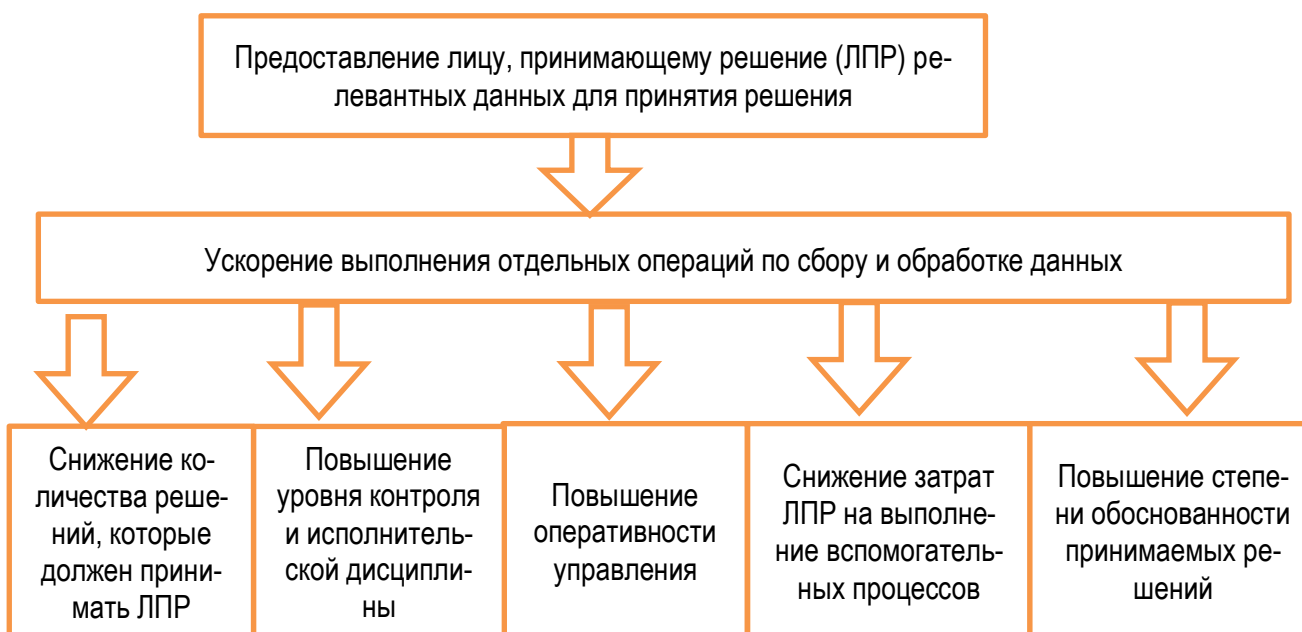 Предоставление лицу, принимающему решение (ЛПР) ре-
левантных данных для принятия решения
Ускорение выполнения отдельных операций по сбору и обработке данных
Снижение ко-
личества реше-
ний, которые
должен прини-
мать ЛПР
Повышение
уровня контроля
и исполнитель-
ской дисципли-
ны
Повышение
оперативности
управления
Снижение затрат
ЛПР на выполне-
ние вспомогатель-
ных процессов
Повышение степе-
ни обоснованности
принимаемых ре-
шений